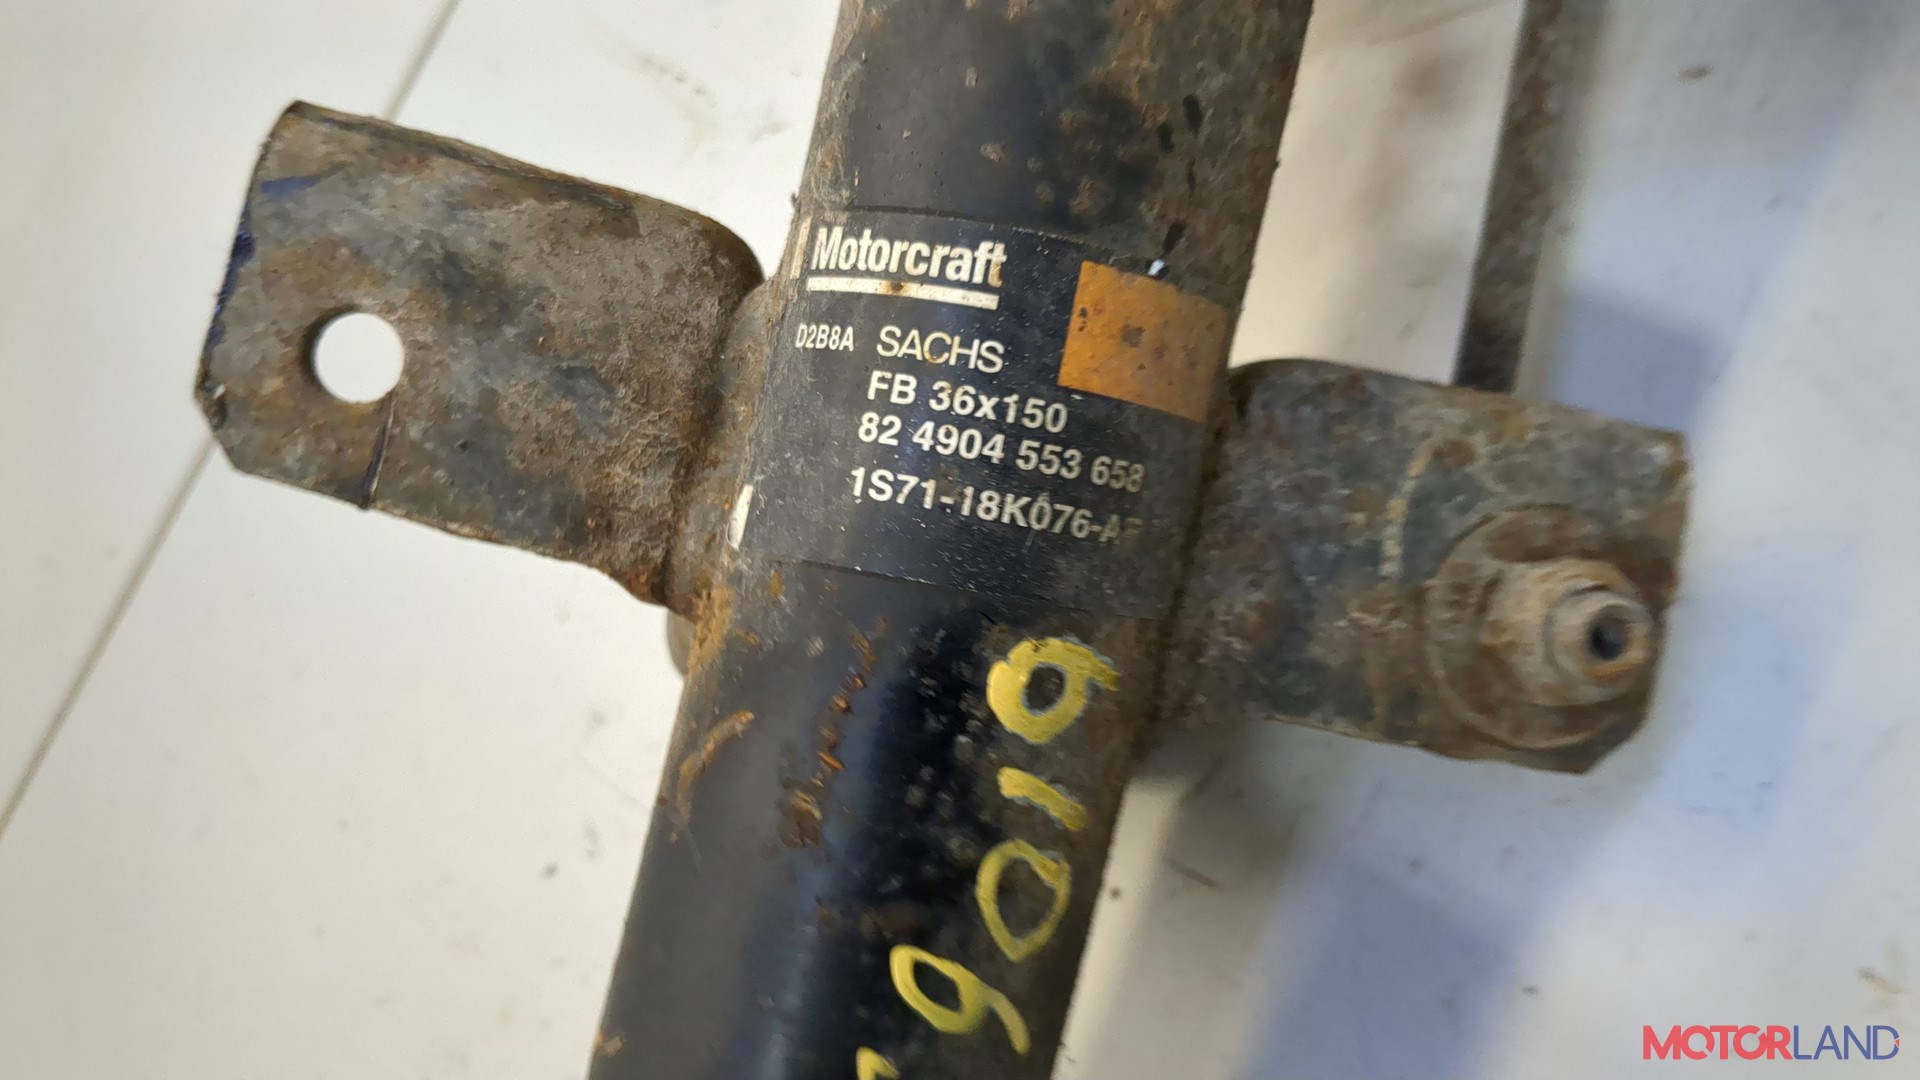 Motorcraft
D2B8A SACHS
FB 36x150
82 4904 553 658
1S71-18K076-A
9019
MOTORLAND